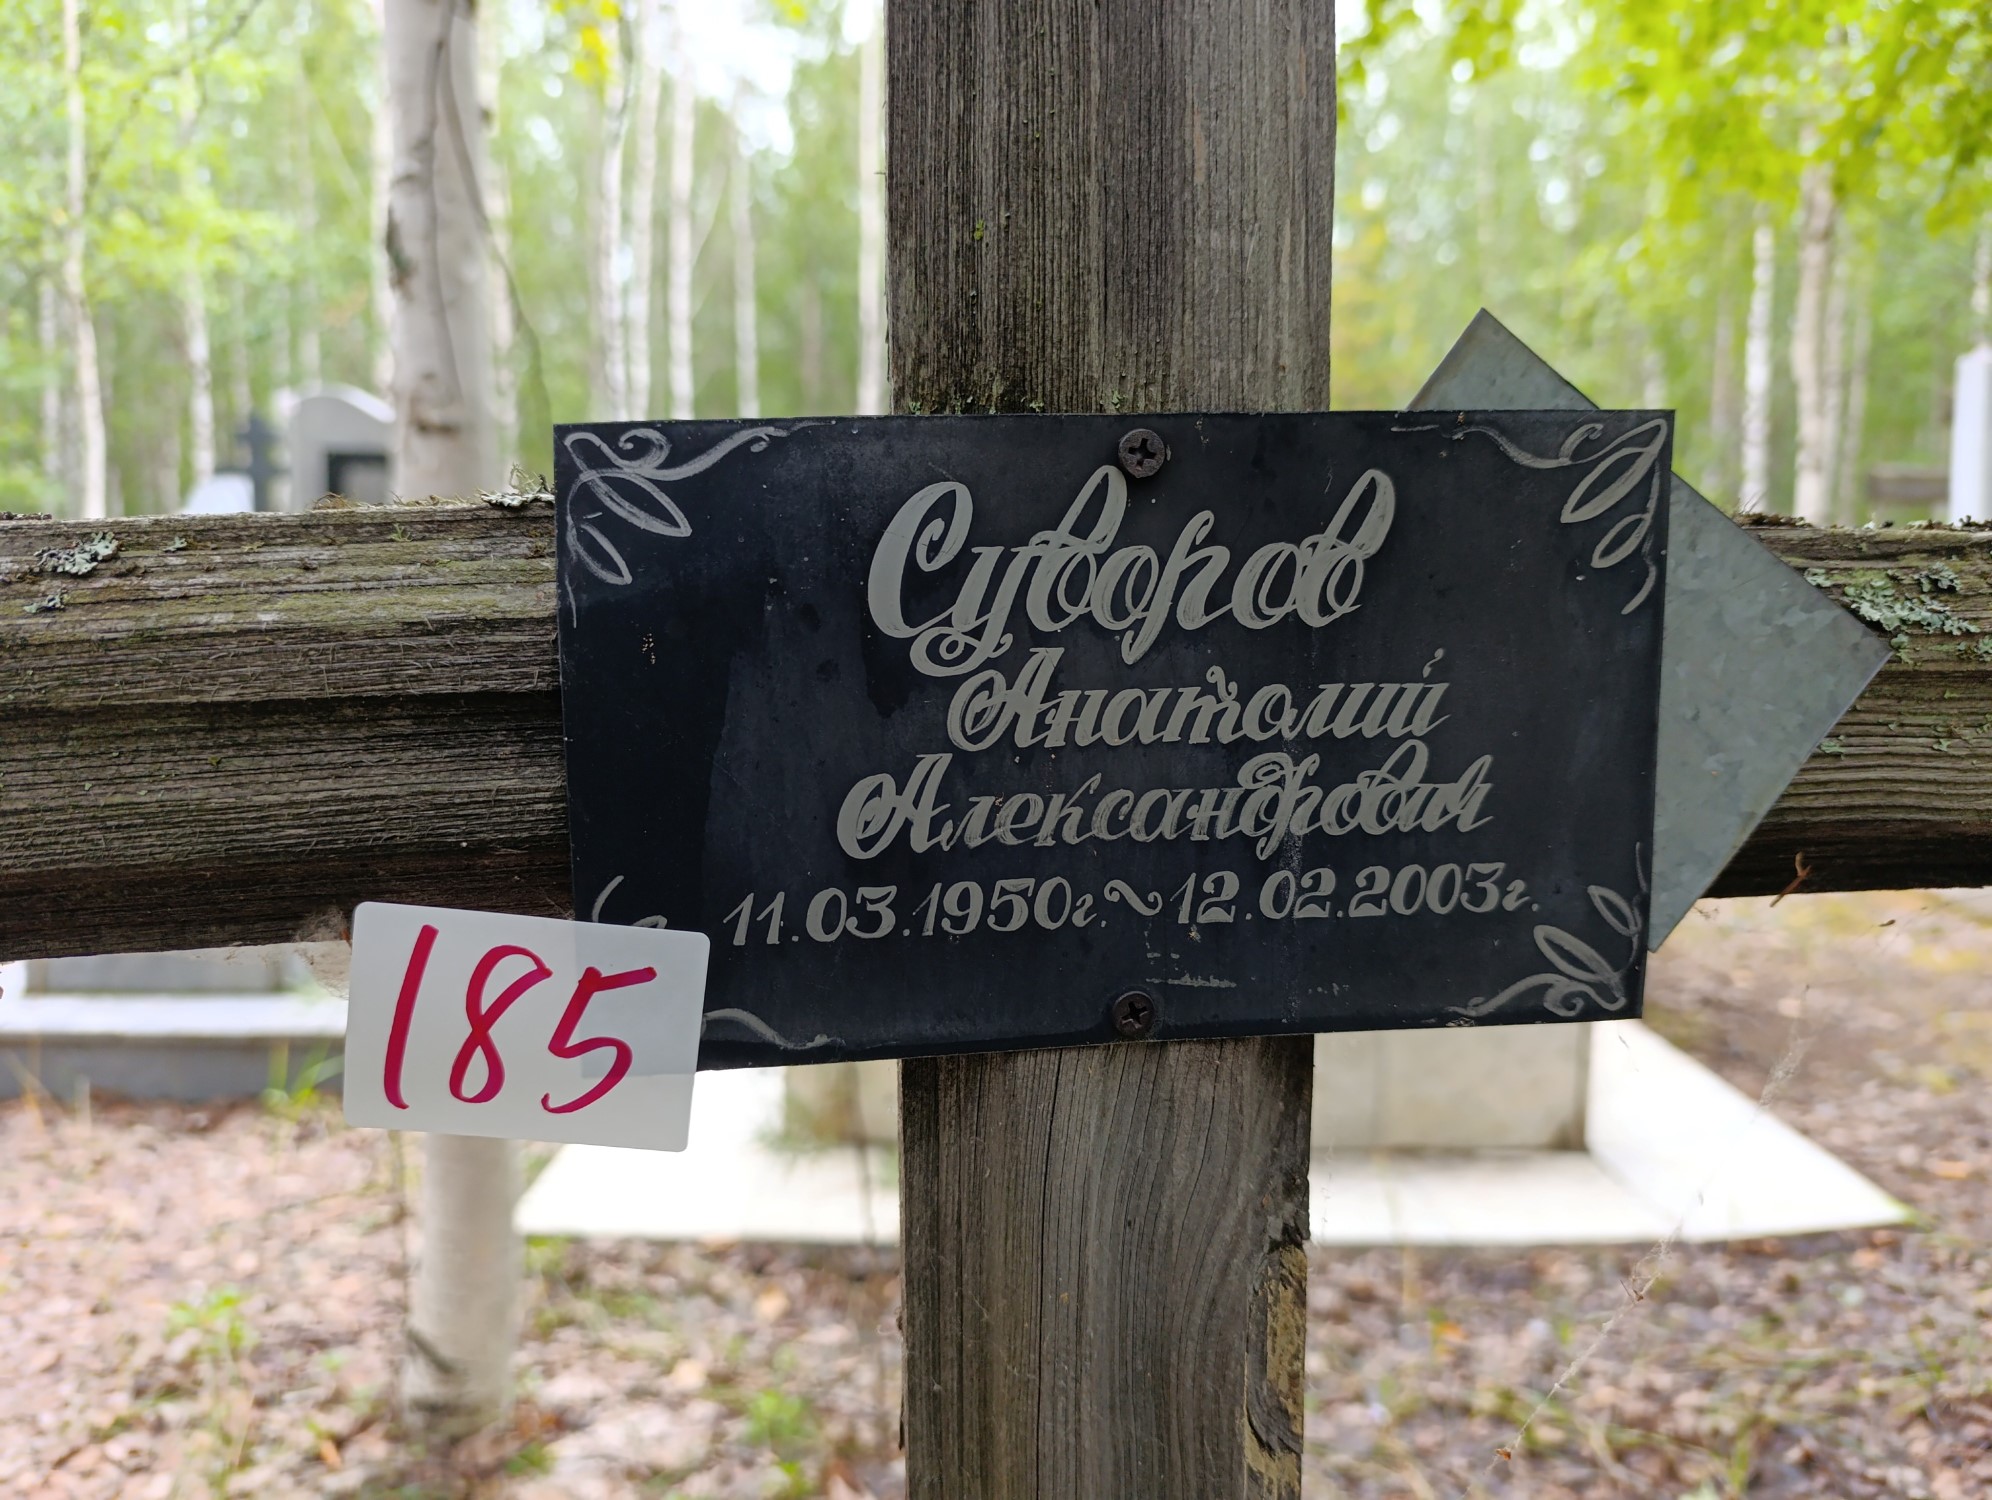 Суворов
Анатолий
Александрович
11.03.1950г.~12.02.2003г.
185